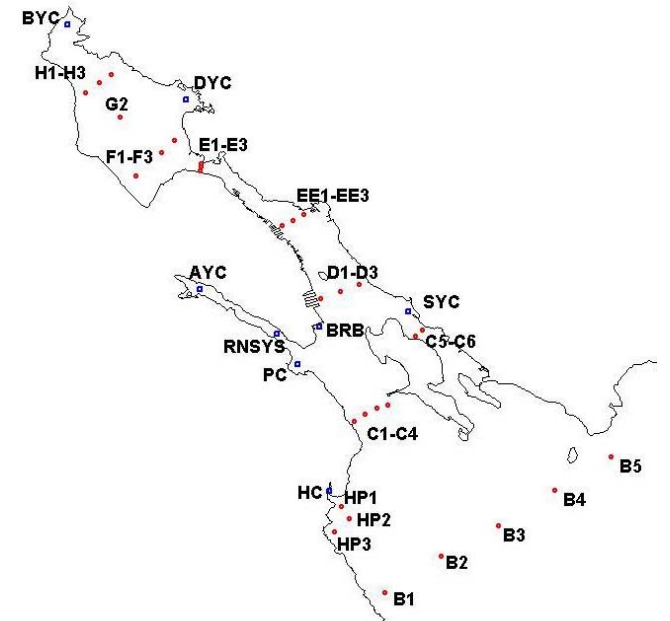 BYC
H1-H3
DYC
G2
E1-E3
F1-F3
EE1-EE3
AYC
D1-D3
SYC
BRB
RNSYS
C5-C6
PC
C1-C4
B5
HC
HP1
B4
HP2
B3
HP3
B2
B1